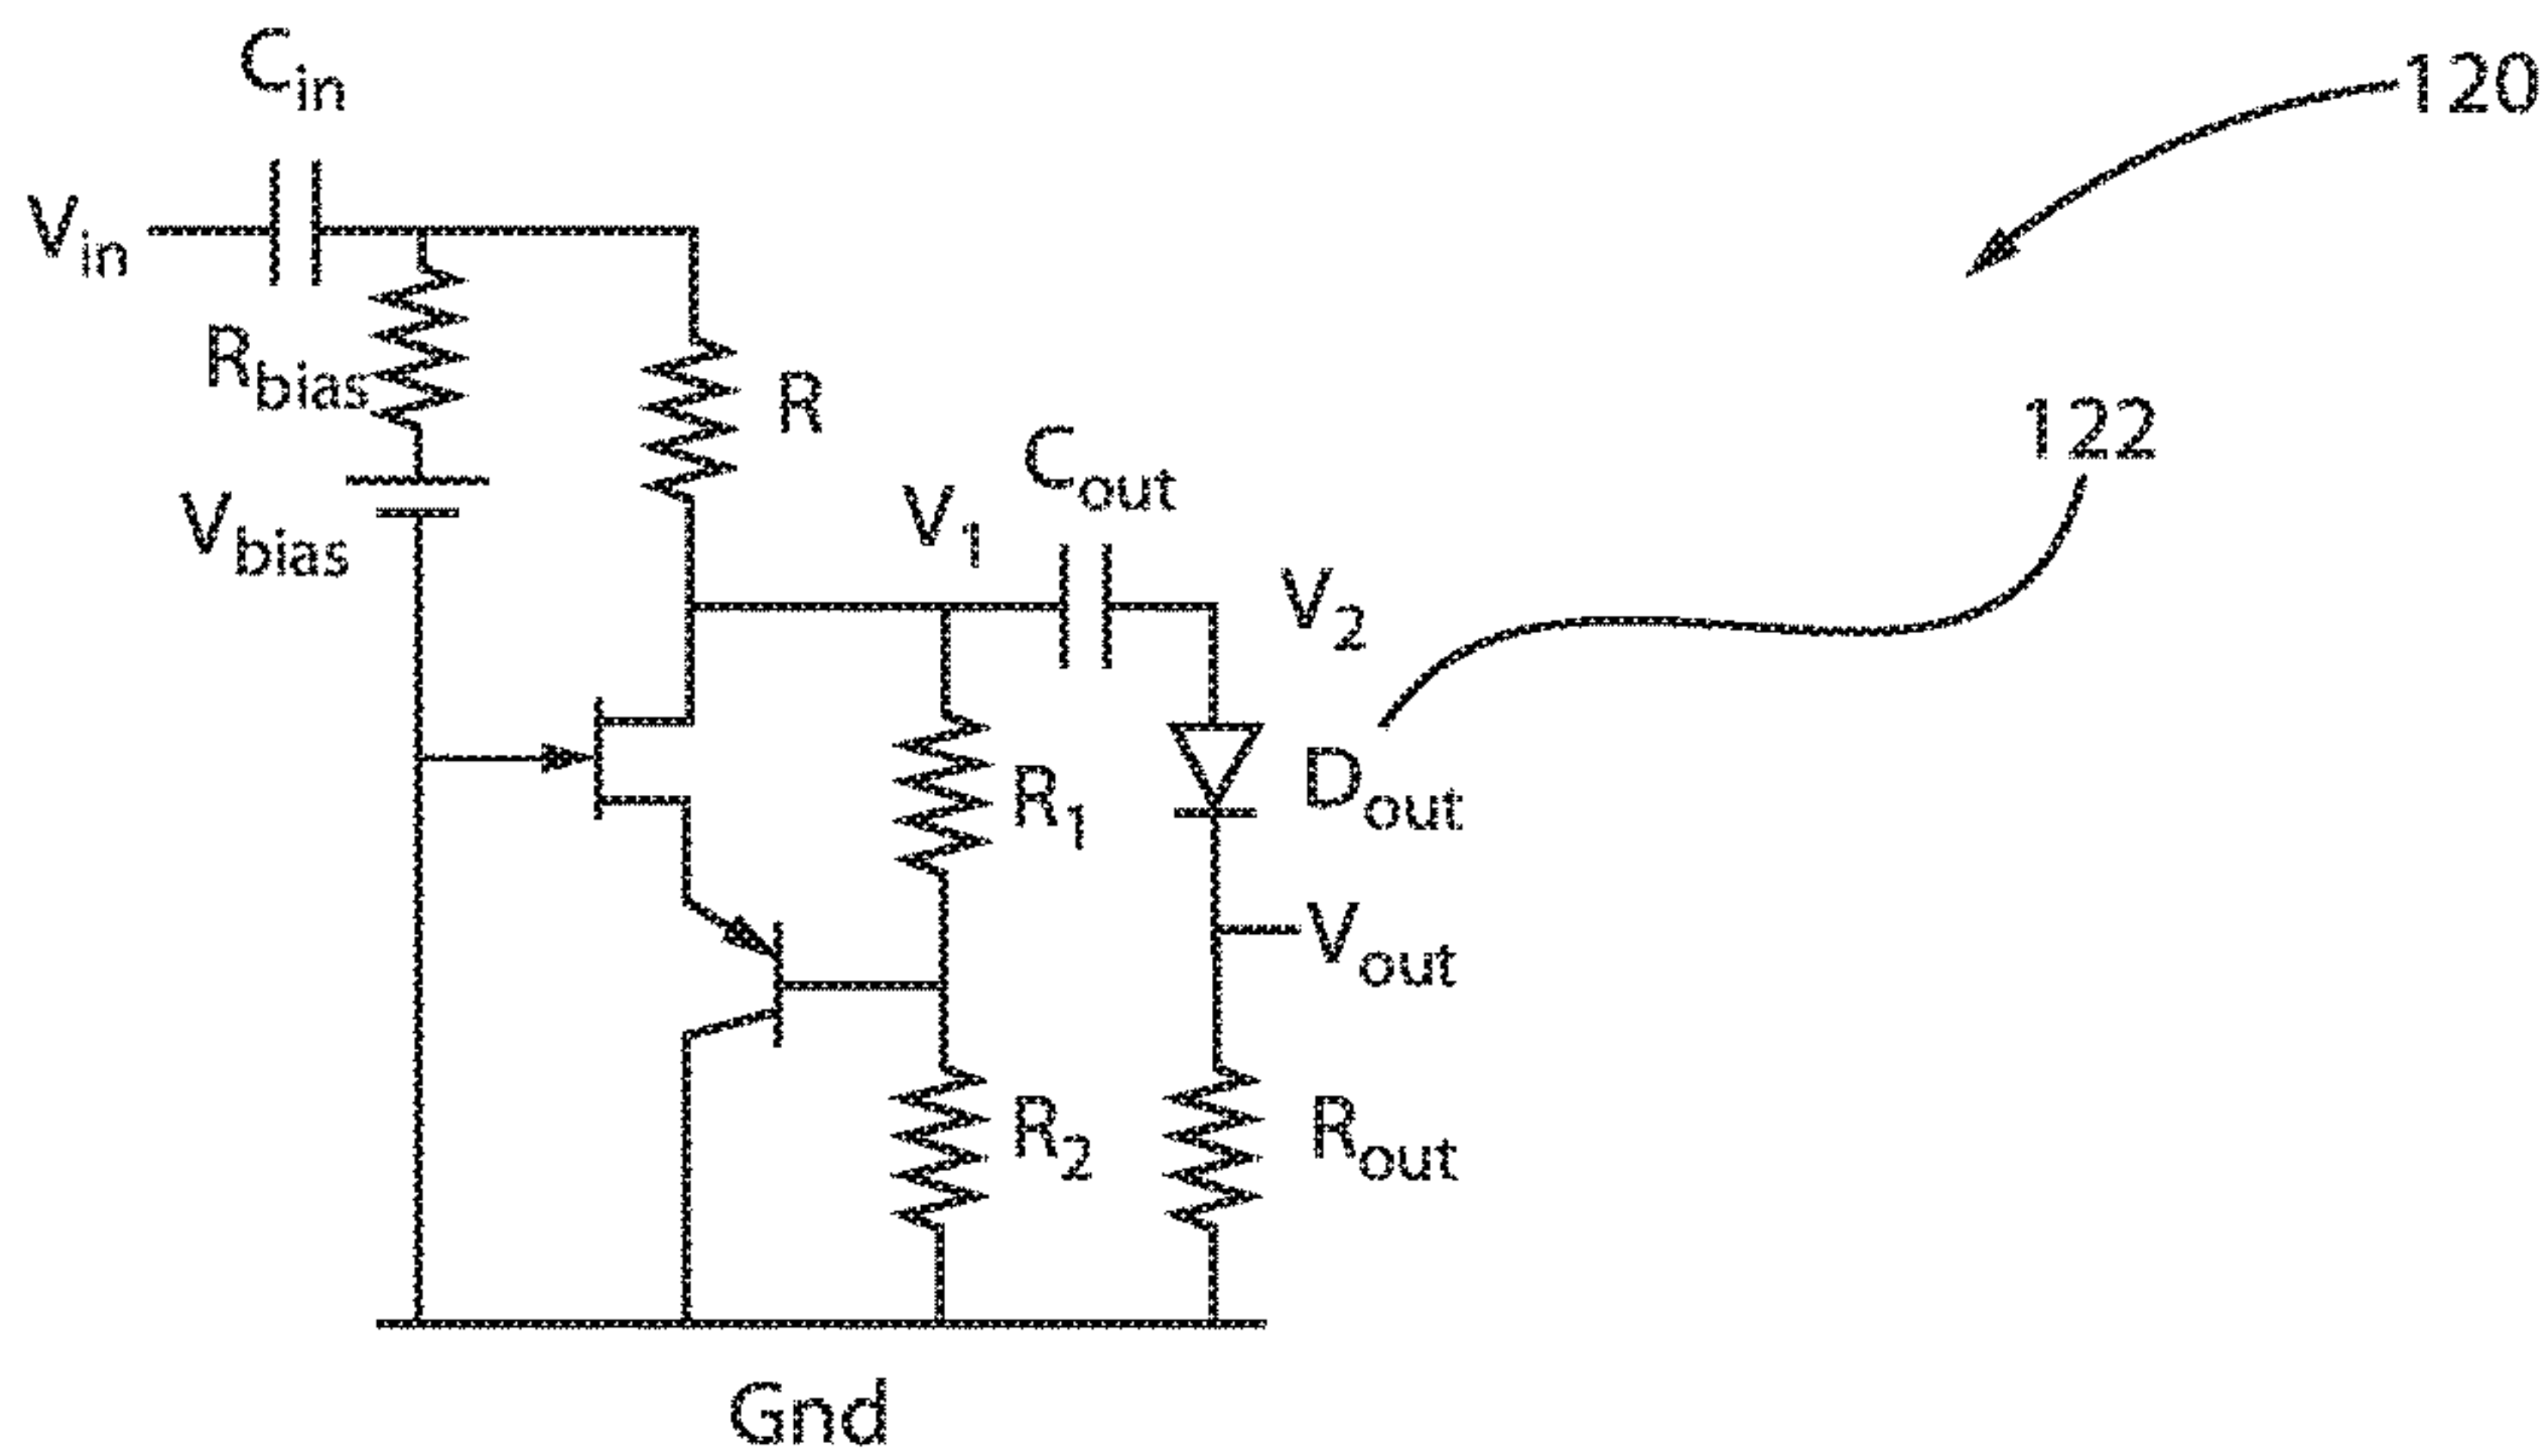 C_in
120
V_in
R_bias
R
122
C_out
V_1
V_bias
V_2
R_1
D_out
V_out
R_2
R_out
Gnd